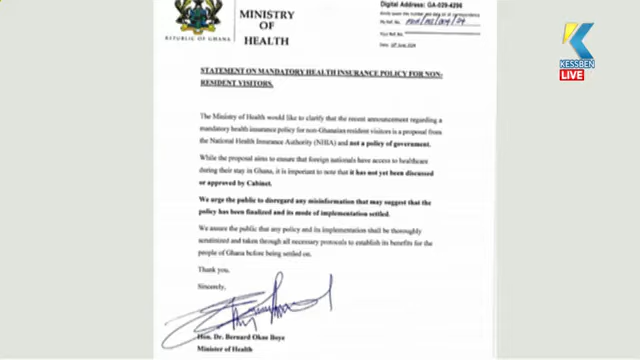 Digital Address: GA-029-4296
MINISTRY
OF
HEALTH
REPUBLIC OF GHANA
My Ref. No.
Your Ref. No.
KESSBEN
LIVE
STATEMENT ON MANDATORY HEALTH INSURANCE POLICY FOR NON-
RESIDENT VISITORS.
The Ministry of Health would like to clarify that the recent announcement regarding a
mandatory health insurance policy for non-Ghanaian resident visitors is a proposal from
the National Health Insurance Authority (NHIA) and not a policy of government.
While the proposal aims to ensure that foreign nationals have access to healthcare
during their stay in Ghana, it is important to note that it has not yet been discussed
or approved by Cabinet.
We urge the public to disregard any misinformation that may suggest that the
policy has been finalized and its mode of implementation settled.
We assure the public that any policy and its implementation shall be thoroughly
scrutinized and taken through all necessary protocols to establish its benefits for the
people of Ghana before being settled on.
Thank you.
Sincerely,
Hon. Dr. Bernard Okoe Boye
Minister of Health